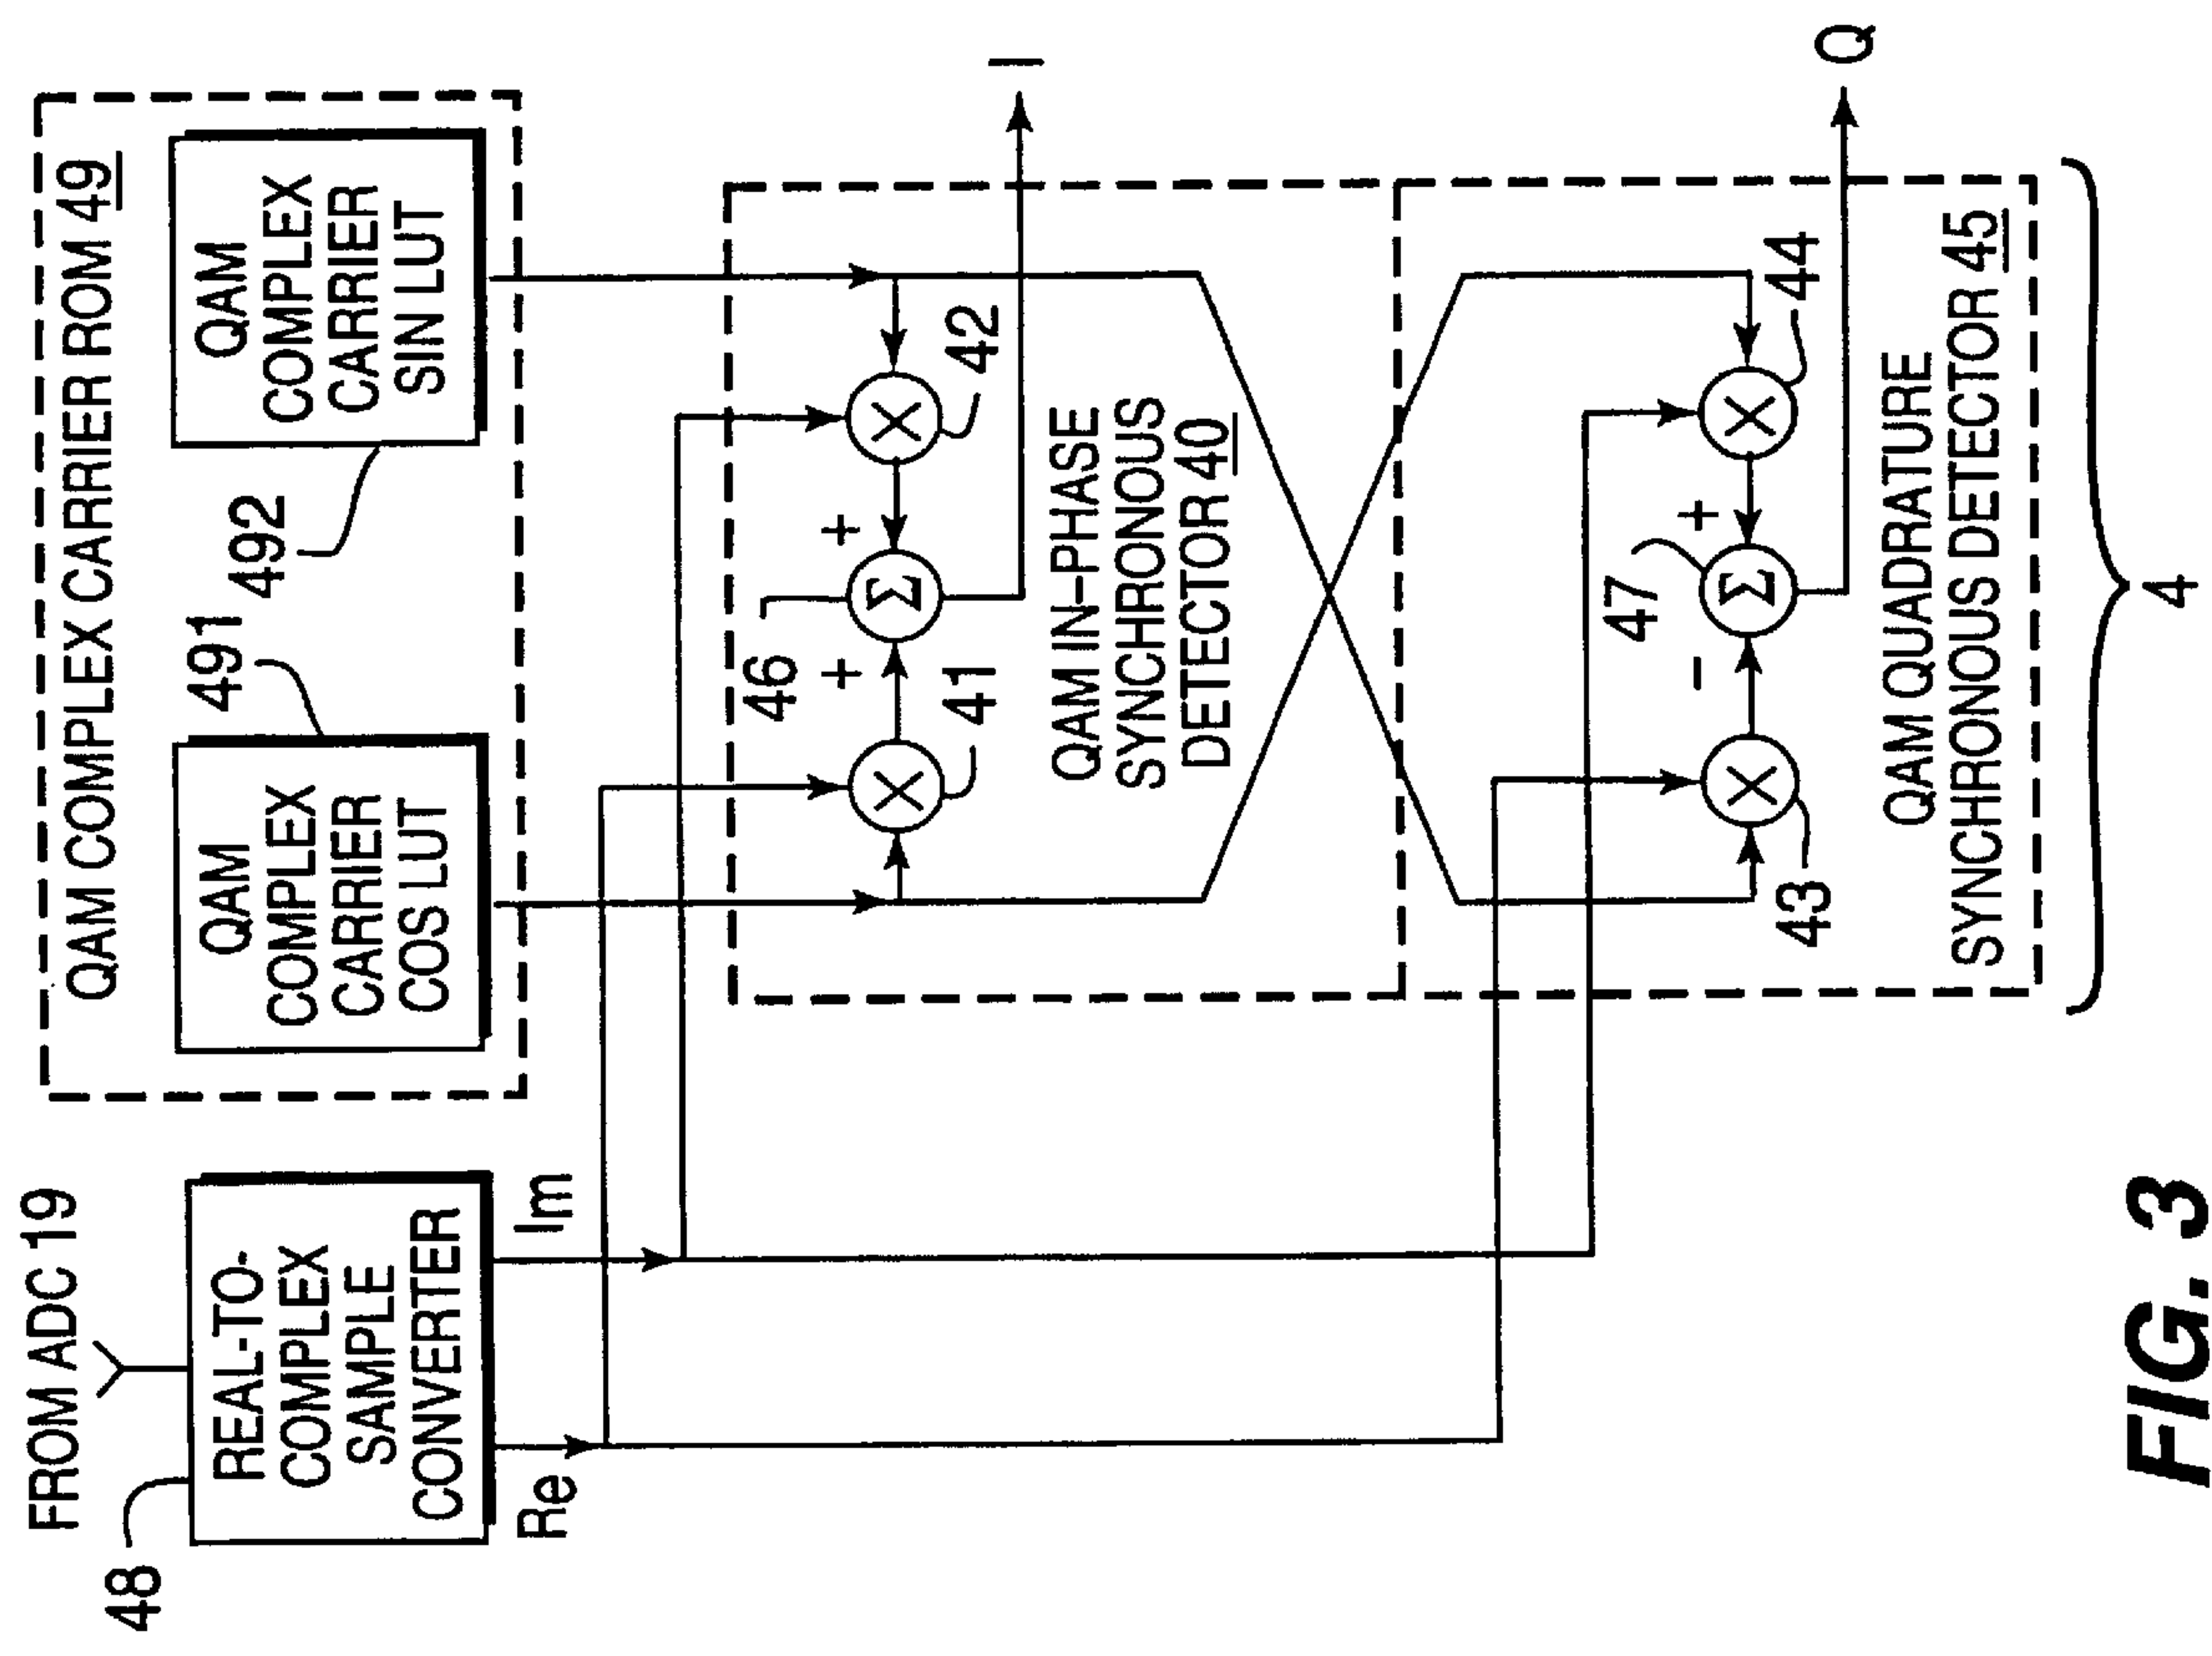 FROM ADC 19
48
REAL-TO-
COMPLEX
SAMPLE
CONVERTER
Re
Im
QAM COMPLEX CARRIER ROM 49
491
QAM
COMPLEX
CARRIER
COS LUT
492
QAM
COMPLEX
CARRIER
SIN LUT
46
+
+
Σ
X
X
41
42
I
QAM IN-PHASE
SYNCHRONOUS
DETECTOR 40
47
-
+
Σ
X
X
43
44
Q
QAM QUADRATURE
SYNCHRONOUS DETECTOR 45
4
FIG. 3